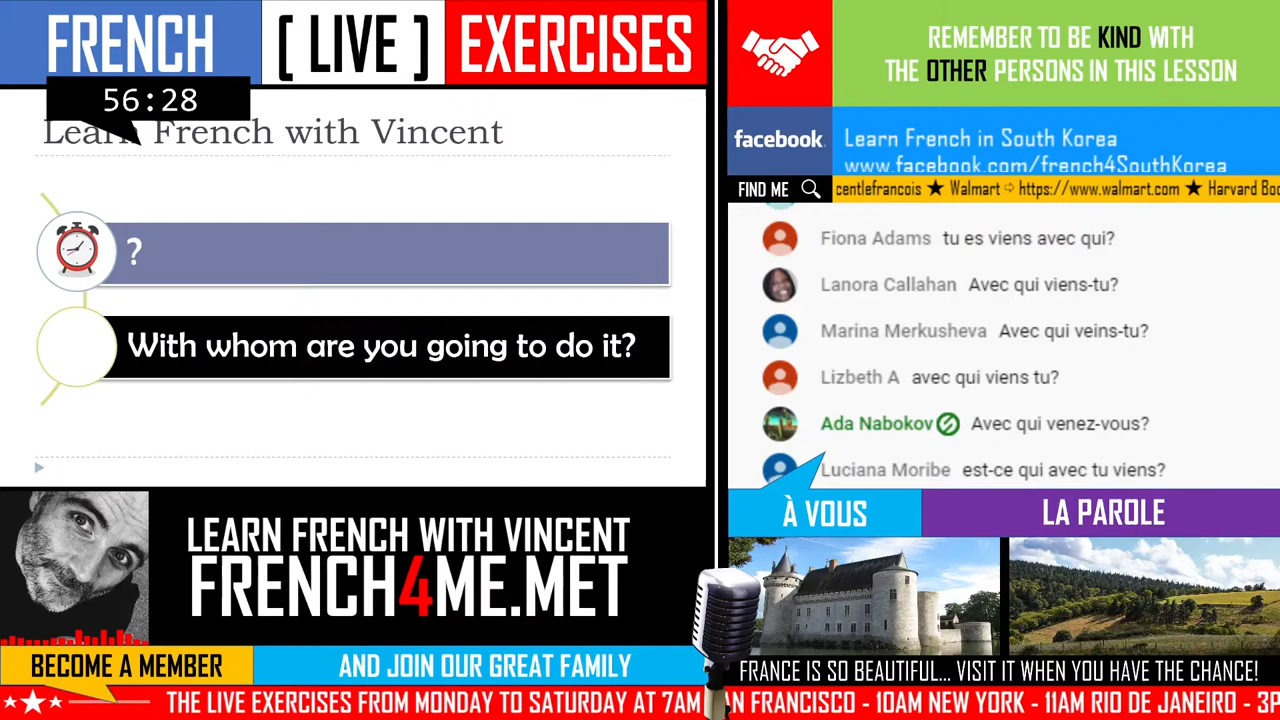 FRENCH [ LIVE ] EXERCISES
56:28
Learn French with Vincent
?
With whom are you going to do it?
LEARN FRENCH WITH VINCENT
FRENCH4ME.MET
BECOME A MEMBER
AND JOIN OUR GREAT FAMILY
REMEMBER TO BE KIND WITH
THE OTHER PERSONS IN THIS LESSON
facebook.
Learn French in South Korea
www.facebook.com/french4SouthKorea
FIND ME
centlefrancois ★ Walmart ⇨ https://www.walmart.com ★ Harvard Boo
Fiona Adams tu es viens avec qui?
Lanora Callahan Avec qui viens-tu?
Marina Merkusheva Avec qui veins-tu?
Lizbeth A avec qui viens tu?
Ada Nabokov Avec qui venez-vous?
Luciana Moribe est-ce qui avec tu viens?
À VOUS
LA PAROLE
FRANCE IS SO BEAUTIFUL... VISIT IT WHEN YOU HAVE THE CHANCE!
THE LIVE EXERCISES FROM MONDAY TO SATURDAY AT 7AM AN FRANCISCO - 10AM NEW YORK - 11AM RIO DE JANEIRO - 3P